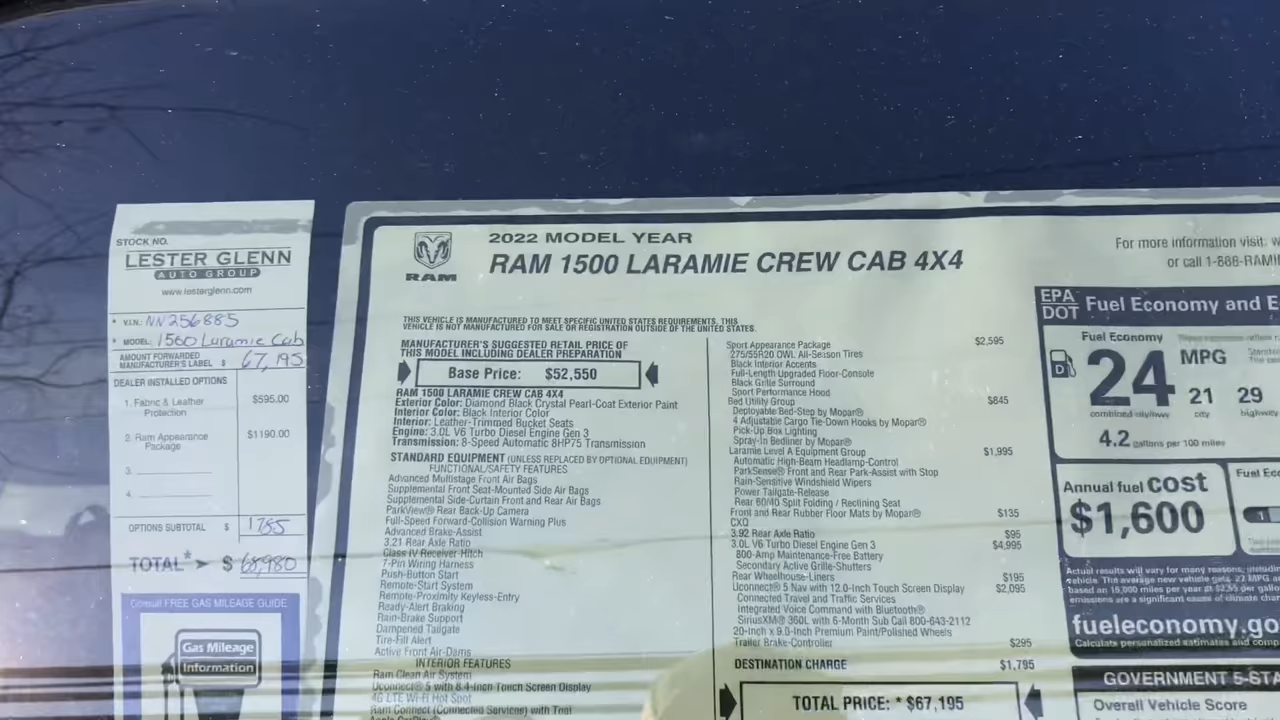 STOCK NO.
LESTER GLENN
AUTO GROUP
www.lesterglenn.com
* V.I.N.: NN256885
* MODEL: 1500 Laramie Cab
AMOUNT FORWARDED
MANUFACTURER'S LABEL $ 67,195
DEALER INSTALLED OPTIONS
1. Fabric & Leather Protection $595.00
2. Ram Appearance Package $1190.00
3.
4.
OPTIONS SUBTOTAL $ 1785
TOTAL* $ 68,980
Consult FREE GAS MILEAGE GUIDE
Gas Mileage
Information
RAM
2022 MODEL YEAR
RAM 1500 LARAMIE CREW CAB 4X4
THIS VEHICLE IS MANUFACTURED TO MEET SPECIFIC UNITED STATES REQUIREMENTS. THIS
VEHICLE IS NOT MANUFACTURED FOR SALE OR REGISTRATION OUTSIDE OF THE UNITED STATES.
MANUFACTURER'S SUGGESTED RETAIL PRICE OF
THIS MODEL INCLUDING DEALER PREPARATION
Base Price: $52,550
RAM 1500 LARAMIE CREW CAB 4X4
Exterior Color: Diamond Black Crystal Pearl-Coat Exterior Paint
Interior Color: Black Interior Color
Interior: Leather-Trimmed Bucket Seats
Engine: 3.0L V6 Turbo Diesel Engine Gen 3
Transmission: 8-Speed Automatic 8HP75 Transmission
STANDARD EQUIPMENT (UNLESS REPLACED BY OPTIONAL EQUIPMENT)
FUNCTIONAL/SAFETY FEATURES
Advanced Multistage Front Air Bags
Supplemental Front Seat-Mounted Side Air Bags
Supplemental Side-Curtain Front and Rear Air Bags
ParkView® Rear Back-Up Camera
Full-Speed Forward-Collision Warning Plus
Advanced Brake-Assist
3.21 Rear Axle Ratio
Class IV Receiver-Hitch
7-Pin Wiring Harness
Push-Button Start
Remote-Start System
Remote-Proximity Keyless-Entry
Ready-Alert Braking
Rain-Brake Support
Dampened Tailgate
Tire-Fill Alert
Active Front Air-Dams
INTERIOR FEATURES
Ram Clean Air System
Uconnect® 5 with 8.4-Inch Touch Screen Display
4G LTE Wi-Fi Hot Spot
Ram Connect (Connected Services) with Trial
Sport Appearance Package $2,595
275/55R20 OWL All-Season Tires
Black Interior Accents
Full-Length Upgraded Floor-Console
Black Grille Surround
Sport Performance Hood
Bed Utility Group $845
Deployable Bed-Step by Mopar®
4 Adjustable Cargo Tie-Down Hooks by Mopar®
Pick-Up Box Lighting
Spray-In Bedliner by Mopar®
Laramie Level A Equipment Group $1,995
Automatic High-Beam Headlamp-Control
ParkSense® Front and Rear Park-Assist with Stop
Rain-Sensitive Windshield Wipers
Power Tailgate-Release
Rear 60/40 Split Folding / Reclining Seat
Front and Rear Rubber Floor Mats by Mopar® $135
CXQ
3.92 Rear Axle Ratio $95
3.0L V6 Turbo Diesel Engine Gen 3 $4,995
800-Amp Maintenance-Free Battery
Secondary Active Grille-Shutters
Rear Wheelhouse-Liners $195
Uconnect® 5 Nav with 12.0-Inch Touch Screen Display $2,095
Connected Travel and Traffic Services
Integrated Voice Command with Bluetooth®
SiriusXM® 360L with 6-Month Sub Call 800-643-2112
20-Inch x 9.0-Inch Premium Paint/Polished Wheels
Trailer Brake-Controller $295
DESTINATION CHARGE $1,795
TOTAL PRICE: * $67,195
For more information visit: w
or call 1-888-RAMI
EPA
DOT
Fuel Economy and E
Fuel Economy
D
24
MPG
21
29
combined city/hwy
city
highway
4.2 gallons per 100 miles
Annual fuel cost
$1,600
Fuel Eco
1
Actual results will vary for many reasons, includin
vehicle. The average new vehicle gets 27 MPG a
based on 15,000 miles per year at
emissions are a significant cause of climate chan
fueleconomy.go
Calculate personalized estimates and comp
GOVERNMENT 5-STA
Overall Vehicle Score